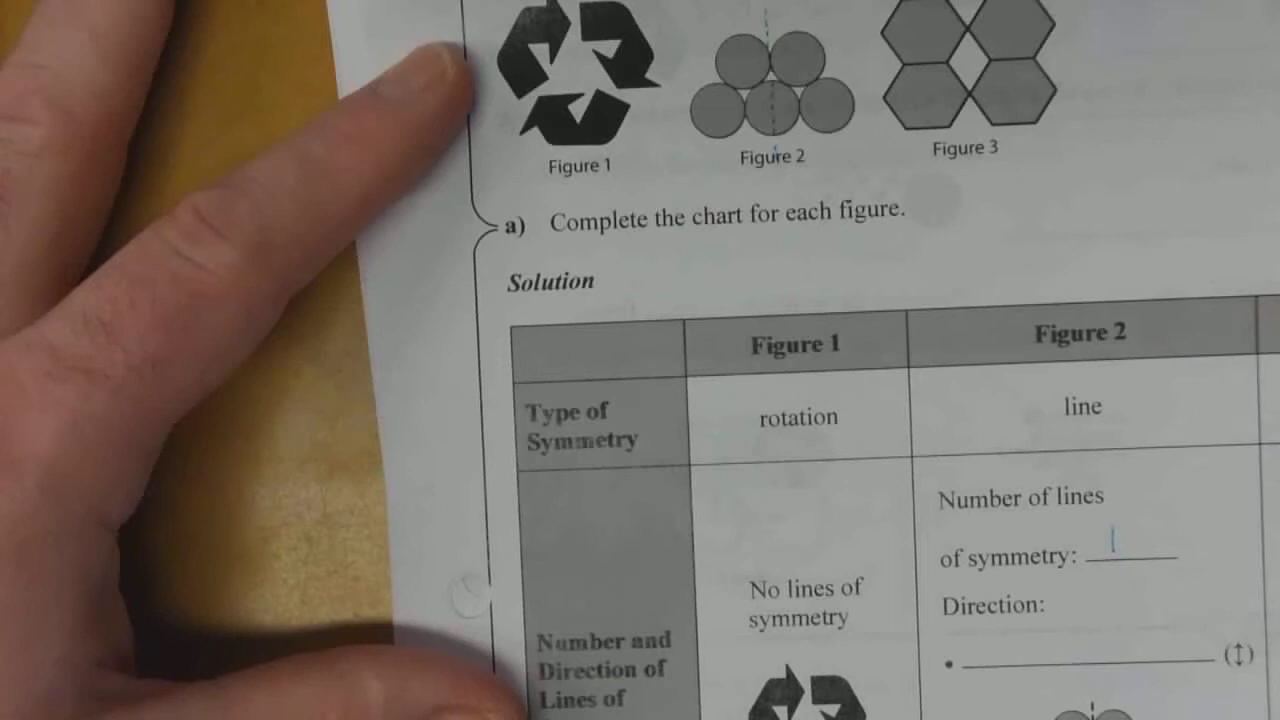 Figure 1
Figure 2
Figure 3
a) Complete the chart for each figure.
Solution
Figure 1
Figure 2
Type of
Symmetry
rotation
line
Number and
Direction of
Lines of
No lines of
symmetry
Number of lines
of symmetry: 1
Direction:
• (↕)